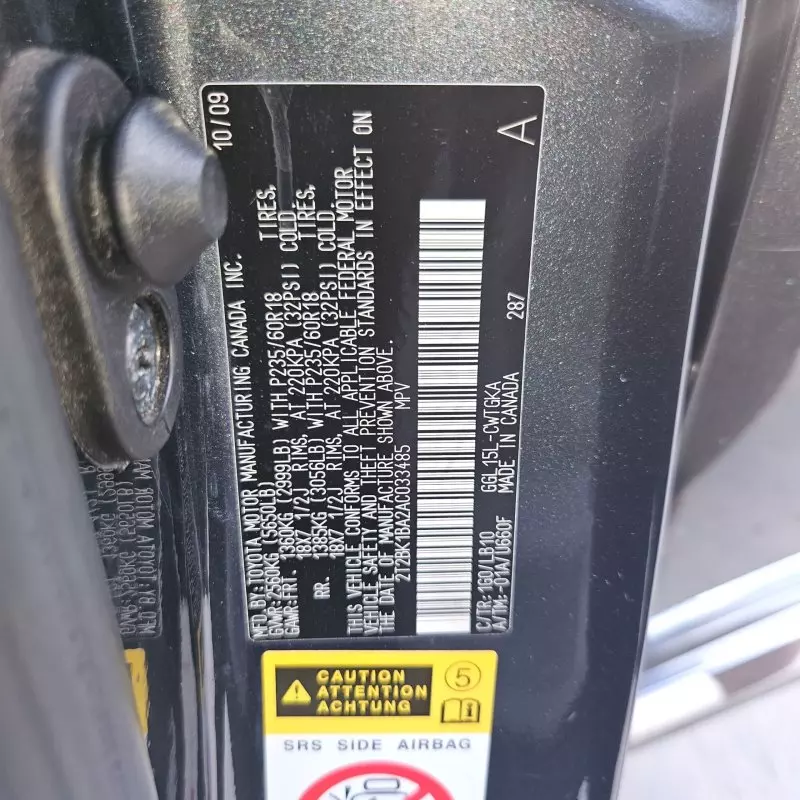 MFD. BY: TOYOTA MOTOR MANUFACTURING CANADA INC. 10/09
GVWR: 2560KG (5650LB)
GAWR: FRT. 1360KG (2999LB) WITH P235/60R18 TIRES,
18X7 1/2J RIMS, AT 220KPA (32PSI) COLD.
RR. 1385KG (3056LB) WITH P235/60R18 TIRES,
18X7 1/2J RIMS, AT 220KPA (32PSI) COLD.
THIS VEHICLE CONFORMS TO ALL APPLICABLE FEDERAL MOTOR
VEHICLE SAFETY AND THEFT PREVENTION STANDARDS IN EFFECT ON
THE DATE OF MANUFACTURE SHOWN ABOVE.
2T2BK1BA2AC033485 MPV
C/TR: 1G0/LB10 GGL15L-CWTGKA 287
A/TM: -01A/U660F MADE IN CANADA A
CAUTION
ATTENTION
ACHTUNG
5
SRS SIDE AIRBAG